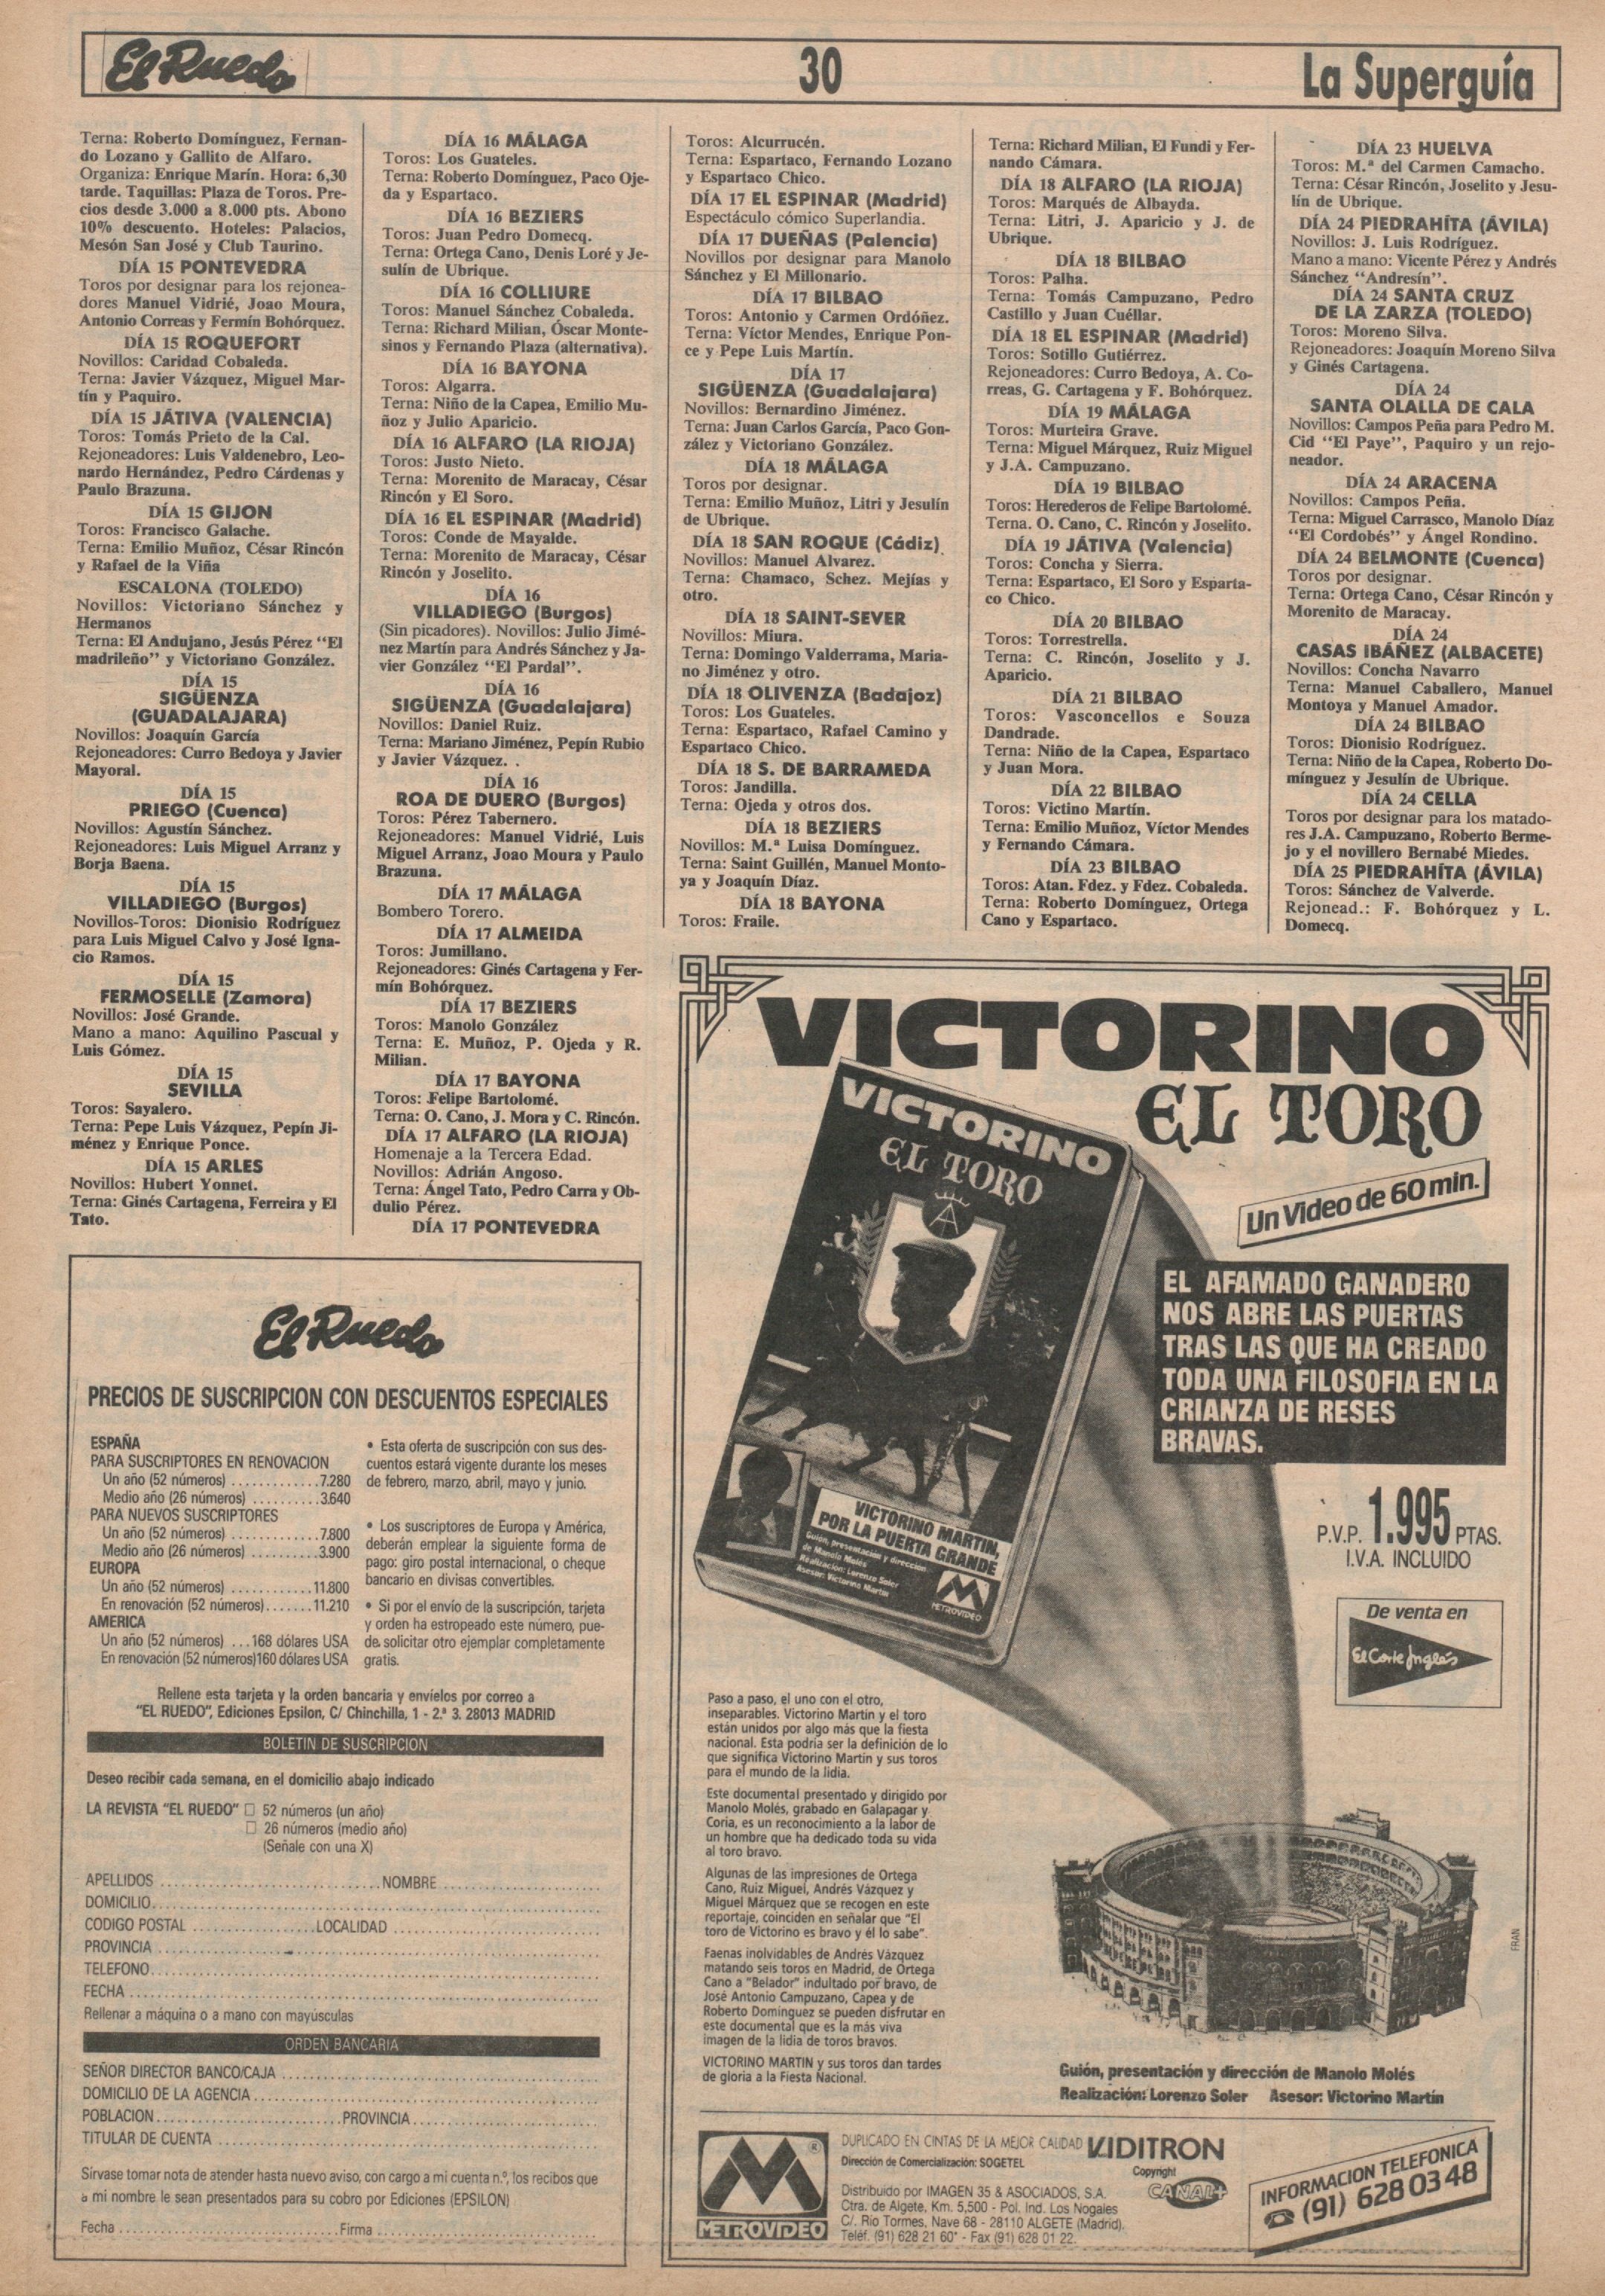 El Ruedo
30
La Superguía
Terna: Roberto Domínguez, Fernan-
do Lozano y Gallito de Alfaro.
Organiza: Enrique Marín. Hora: 6,30
tarde. Taquillas: Plaza de Toros. Pre-
cios desde 3.000 a 8.000 pts. Abono
10% descuento. Hoteles: Palacios,
Mesón San José y Club Taurino.
DÍA 15 PONTEVEDRA
Toros por designar para los rejonea-
dores Manuel Vidrié, Joao Moura,
Antonio Correas y Fermín Bohórquez.
DÍA 15 ROQUEFORT
Novillos: Caridad Cobaleda.
Terna: Javier Vázquez, Miguel Mar-
tín y Paquiro.
DÍA 15 JÁTIVA (VALENCIA)
Toros: Tomás Prieto de la Cal.
Rejoneadores: Luis Valdenebro, Leo-
nardo Hernández, Pedro Cárdenas y
Paulo Brazuna.
DÍA 15 GIJON
Toros: Francisco Galache.
Terna: Emilio Muñoz, César Rincón
y Rafael de la Viña
ESCALONA (TOLEDO)
Novillos: Victoriano Sánchez y
Hermanos
Terna: El Andujano, Jesús Pérez "El
madrileño" y Victoriano González.
DÍA 15
SIGÜENZA
(GUADALAJARA)
Novillos: Joaquín García
Rejoneadores: Curro Bedoya y Javier
Mayoral.
DÍA 15
PRIEGO (Cuenca)
Novillos: Agustín Sánchez.
Rejoneadores: Luis Miguel Arranz y
Borja Baena.
DÍA 15
VILLADIEGO (Burgos)
Novillos-Toros: Dionisio Rodríguez
para Luis Miguel Calvo y José Igna-
cio Ramos.
DÍA 15
FERMOSELLE (Zamora)
Novillos: José Grande.
Mano a mano: Aquilino Pascual y
Luis Gómez.
DÍA 15
SEVILLA
Toros: Sayalero.
Terna: Pepe Luis Vázquez, Pepín Ji-
ménez y Enrique Ponce.
DÍA 15 ARLES
Novillos: Hubert Yonnet.
Terna: Ginés Cartagena, Ferreira y El
Tato.
DÍA 16 MÁLAGA
Toros: Los Guateles.
Terna: Roberto Domínguez, Paco Oje-
da y Espartaco.
DÍA 16 BEZIERS
Toros: Juan Pedro Domecq.
Terna: Ortega Cano, Denis Loré y Je-
sulín de Ubrique.
DÍA 16 COLLIURE
Toros: Manuel Sánchez Cobaleda.
Terna: Richard Milian, Óscar Monte-
sinos y Fernando Plaza (alternativa).
DÍA 16 BAYONA
Toros: Algarra.
Terna: Niño de la Capea, Emilio Mu-
ñoz y Julio Aparicio.
DÍA 16 ALFARO (LA RIOJA)
Toros: Justo Nieto.
Terna: Morenito de Maracay, César
Rincón y El Soro.
DÍA 16 EL ESPINAR (Madrid)
Toros: Conde de Mayalde.
Terna: Morenito de Maracay, César
Rincón y Joselito.
DÍA 16
VILLADIEGO (Burgos)
(Sin picadores). Novillos: Julio Jimé-
nez Martín para Andrés Sánchez y Ja-
vier González "El Pardal".
DÍA 16
SIGÜENZA (Guadalajara)
Novillos: Daniel Ruiz.
Terna: Mariano Jiménez, Pepín Rubio
y Javier Vázquez. .
DÍA 16
ROA DE DUERO (Burgos)
Toros: Pérez Tabernero.
Rejoneadores: Manuel Vidrié, Luis
Miguel Arranz, Joao Moura y Paulo
Brazuna.
DÍA 17 MÁLAGA
Bombero Torero.
DÍA 17 ALMEIDA
Toros: Jumillano.
Rejoneadores: Ginés Cartagena y Fer-
mín Bohórquez.
DÍA 17 BEZIERS
Toros: Manolo González
Terna: E. Muñoz, P. Ojeda y R.
Milian.
DÍA 17 BAYONA
Toros: Felipe Bartolomé.
Terna: O. Cano, J. Mora y C. Rincón.
DÍA 17 ALFARO (LA RIOJA)
Homenaje a la Tercera Edad.
Novillos: Adrián Angoso.
Terna: Ángel Tato, Pedro Carra y Ob-
dulio Pérez.
DÍA 17 PONTEVEDRA
Toros: Alcurrucén.
Terna: Espartaco, Fernando Lozano
y Espartaco Chico.
DÍA 17 EL ESPINAR (Madrid)
Espectáculo cómico Superlandia.
DÍA 17 DUEÑAS (Palencia)
Novillos por designar para Manolo
Sánchez y El Millonario.
DÍA 17 BILBAO
Toros: Antonio y Carmen Ordóñez.
Terna: Víctor Mendes, Enrique Pon-
ce y Pepe Luis Martín.
DÍA 17
SIGÜENZA (Guadalajara)
Novillos: Bernardino Jiménez.
Terna: Juan Carlos García, Paco Gon-
zález y Victoriano González.
DÍA 18 MÁLAGA
Toros por designar.
Terna: Emilio Muñoz, Litri y Jesulín
de Ubrique.
DÍA 18 SAN ROQUE (Cádiz)
Novillos: Manuel Alvarez.
Terna: Chamaco, Schez. Mejías y
otro.
DÍA 18 SAINT-SEVER
Novillos: Miura.
Terna: Domingo Valderrama, Maria-
no Jiménez y otro.
DÍA 18 OLIVENZA (Badajoz)
Toros: Los Guateles.
Terna: Espartaco, Rafael Camino y
Espartaco Chico.
DÍA 18 S. DE BARRAMEDA
Toros: Jandilla.
Terna: Ojeda y otros dos.
DÍA 18 BEZIERS
Novillos: M.ª Luisa Domínguez.
Terna: Saint Guillén, Manuel Monto-
ya y Joaquín Díaz.
DÍA 18 BAYONA
Toros: Fraile.
Terna: Richard Milian, El Fundi y Fer-
nando Cámara.
DÍA 18 ALFARO (LA RIOJA)
Toros: Marqués de Albayda.
Terna: Litri, J. Aparicio y J. de
Ubrique.
DÍA 18 BILBAO
Toros: Palha.
Terna: Tomás Campuzano, Pedro
Castillo y Juan Cuéllar.
DÍA 18 EL ESPINAR (Madrid)
Toros: Sotillo Gutiérrez.
Rejoneadores: Curro Bedoya, A. Co-
rreas, G. Cartagena y F. Bohórquez.
DÍA 19 MÁLAGA
Toros: Murteira Grave.
Terna: Miguel Márquez, Ruiz Miguel
y J.A. Campuzano.
DÍA 19 BILBAO
Toros: Herederos de Felipe Bartolomé.
Terna. O. Cano, C. Rincón y Joselito.
DÍA 19 JÁTIVA (Valencia)
Toros: Concha y Sierra.
Terna: Espartaco, El Soro y Esparta-
co Chico.
DÍA 20 BILBAO
Toros: Torrestrella.
Terna: C. Rincón, Joselito y J.
Aparicio.
DÍA 21 BILBAO
Toros: Vasconcellos e Souza
Dandrade.
Terna: Niño de la Capea, Espartaco
y Juan Mora.
DÍA 22 BILBAO
Toros: Victino Martín.
Terna: Emilio Muñoz, Víctor Mendes
y Fernando Cámara.
DÍA 23 BILBAO
Toros: Atan. Fdez. y Fdez. Cobaleda.
Terna: Roberto Domínguez, Ortega
Cano y Espartaco.
DÍA 23 HUELVA
Toros: M.ª del Carmen Camacho.
Terna: César Rincón, Joselito y Jesu-
lín de Ubrique.
DÍA 24 PIEDRAHÍTA (ÁVILA)
Novillos: J. Luis Rodríguez.
Mano a mano: Vicente Pérez y Andrés
Sánchez "Andresín".
DÍA 24 SANTA CRUZ
DE LA ZARZA (TOLEDO)
Toros: Moreno Silva.
Rejoneadores: Joaquín Moreno Silva
y Ginés Cartagena.
DÍA 24
SANTA OLALLA DE CALA
Novillos: Campos Peña para Pedro M.
Cid "El Paye", Paquiro y un rejo-
neador.
DÍA 24 ARACENA
Novillos: Campos Peña.
Terna: Miguel Carrasco, Manolo Díaz
"El Cordobés" y Ángel Rondino.
DÍA 24 BELMONTE (Cuenca)
Toros por designar.
Terna: Ortega Cano, César Rincón y
Morenito de Maracay.
DÍA 24
CASAS IBÁÑEZ (ALBACETE)
Novillos: Concha Navarro
Terna: Manuel Caballero, Manuel
Montoya y Manuel Amador.
DÍA 24 BILBAO
Toros: Dionisio Rodríguez.
Terna: Niño de la Capea, Roberto Do-
mínguez y Jesulín de Ubrique.
DÍA 24 CELLA
Toros por designar para los matado-
res J.A. Campuzano, Roberto Berme-
jo y el novillero Bernabé Miedes.
DÍA 25 PIEDRAHÍTA (ÁVILA)
Toros: Sánchez de Valverde.
Rejonead.: F. Bohórquez y L.
Domecq.
El Ruedo
PRECIOS DE SUSCRIPCION CON DESCUENTOS ESPECIALES
ESPAÑA
PARA SUSCRIPTORES EN RENOVACION
Un año (52 números) ............. 7.280
Medio año (26 números) .......... 3.640
PARA NUEVOS SUSCRIPTORES
Un año (52 números) ............. 7.800
Medio año (26 números) .......... 3.900
EUROPA
Un año (52 números) ............ 11.800
En renovación (52 números)....... 11.210
AMERICA
Un año (52 números) ... 168 dólares USA
En renovación (52 números)160 dólares USA
• Esta oferta de suscripción con sus des-
cuentos estará vigente durante los meses
de febrero, marzo, abril, mayo y junio.
• Los suscriptores de Europa y América,
deberán emplear la siguiente forma de
pago: giro postal internacional, o cheque
bancario en divisas convertibles.
• Si por el envío de la suscripción, tarjeta
y orden ha estropeado este número, pue-
de solicitar otro ejemplar completamente
gratis.
Rellene esta tarjeta y la orden bancaria y envíelos por correo a
"EL RUEDO", Ediciones Epsilon, C/ Chinchilla, 1 - 2.ª 3. 28013 MADRID
BOLETIN DE SUSCRIPCION
Deseo recibir cada semana, en el domicilio abajo indicado
LA REVISTA "EL RUEDO" □ 52 números (un año)
□ 26 números (medio año)
(Señale con una X)
APELLIDOS .......... NOMBRE ..........
DOMICILIO..........
CODIGO POSTAL .......... LOCALIDAD ..........
PROVINCIA ..........
TELEFONO..........
FECHA ..........
Rellenar a máquina o a mano con mayúsculas
ORDEN BANCARIA
SEÑOR DIRECTOR BANCO/CAJA ..........
DOMICILIO DE LA AGENCIA ..........
POBLACION .......... PROVINCIA ..........
TITULAR DE CUENTA ..........
Sírvase tomar nota de atender hasta nuevo aviso, con cargo a mi cuenta n.º, los recibos que
a mi nombre le sean presentados para su cobro por Ediciones (EPSILON)
Fecha .......... Firma ..........
VICTORINO
EL TORO
Un Video de 60 min.
VICTORINO
EL TORO
VICTORINO MARTIN,
POR LA PUERTA GRANDE
Guión, presentación y dirección
de Manolo Molés
Realización: Lorenzo Soler
Asesor: Victorino Martín
METROVIDEO
EL AFAMADO GANADERO
NOS ABRE LAS PUERTAS
TRAS LAS QUE HA CREADO
TODA UNA FILOSOFIA EN LA
CRIANZA DE RESES
BRAVAS.
P.V.P. 1.995 PTAS.
I.V.A. INCLUIDO
De venta en
El Corte Inglés
Paso a paso, el uno con el otro,
inseparables. Victorino Martín y el toro
están unidos por algo más que la fiesta
nacional. Esta podría ser la definición de lo
que significa Victorino Martín y sus toros
para el mundo de la lidia.
Este documental presentado y dirigido por
Manolo Molés, grabado en Galapagar y
Coria, es un reconocimiento a la labor de
un hombre que ha dedicado toda su vida
al toro bravo.
Algunas de las impresiones de Ortega
Cano, Ruiz Miguel, Andrés Vázquez y
Miguel Márquez que se recogen en este
reportaje, coinciden en señalar que "El
toro de Victorino es bravo y él lo sabe".
Faenas inolvidables de Andrés Vázquez
matando seis toros en Madrid, de Ortega
Cano a "Belador" indultado por bravo, de
José Antonio Campuzano, Capea y de
Roberto Domínguez se pueden disfrutar en
este documental que es la más viva
imagen de la lidia de toros bravos.
VICTORINO MARTIN y sus toros dan tardes
de gloria a la Fiesta Nacional.
FRAN
Guión, presentación y dirección de Manolo Molés
Realización: Lorenzo Soler Asesor: Victorino Martín
METROVIDEO
®
DUPLICADO EN CINTAS DE LA MEJOR CALIDAD VIDITRON
Dirección de Comercialización: SOGETEL
Copyright
CANAL+
Distribuido por IMAGEN 35 & ASOCIADOS, S.A.
Ctra. de Algete, Km. 5,500 - Pol. Ind. Los Nogales
C/. Río Tormes, Nave 68 - 28110 ALGETE (Madrid).
Teléf. (91) 628 21 60* - Fax (91) 628 01 22.
INFORMACION TELEFONICA
☎ (91) 628 03 48